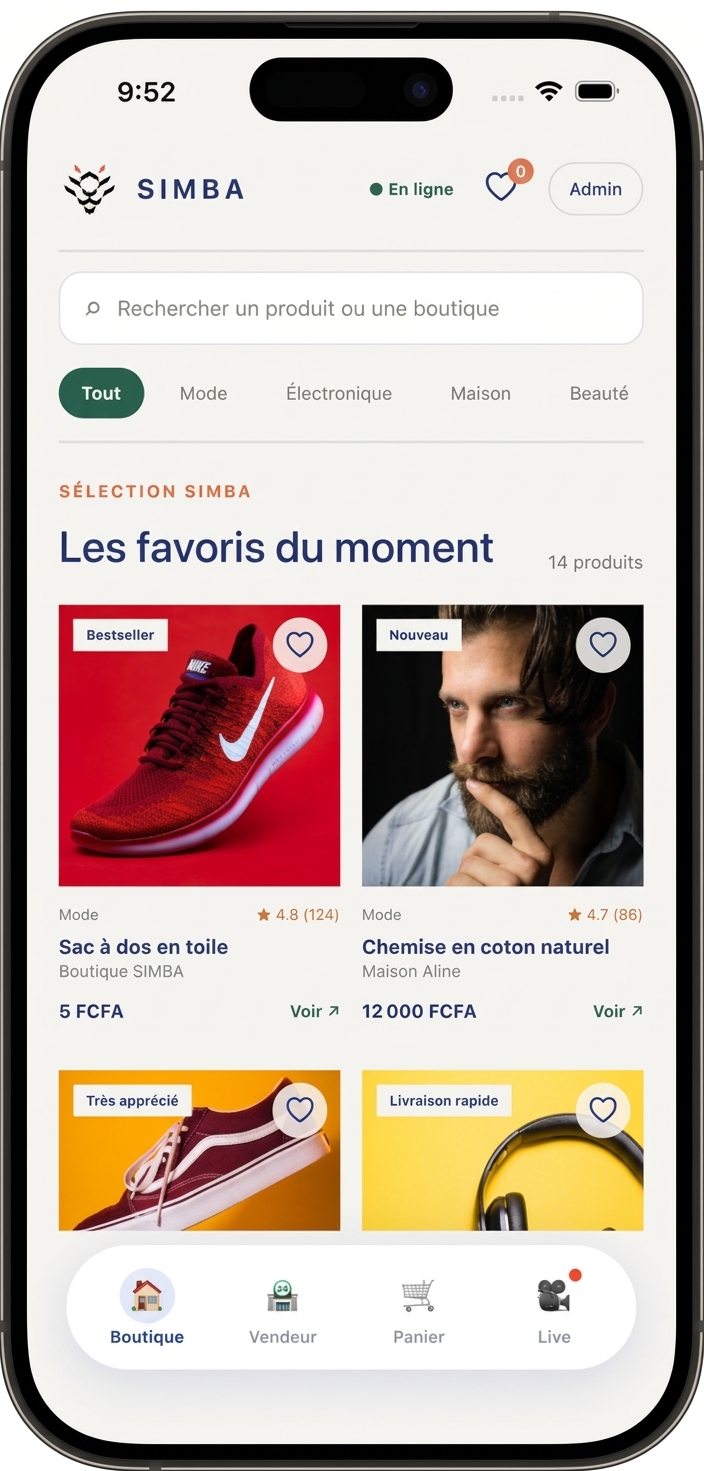 9:52
SIMBA
En ligne
0
Admin
Rechercher un produit ou une boutique
Tout
Mode
Électronique
Maison
Beauté
SÉLECTION SIMBA
Les favoris du moment
14 produits
Bestseller
NIKE
Nouveau
Mode
★ 4.8 (124)
Sac à dos en toile
Boutique SIMBA
5 FCFA
Voir ↗
Mode
★ 4.7 (86)
Chemise en coton naturel
Maison Aline
12 000 FCFA
Voir ↗
Très apprécié
Livraison rapide
Boutique
Vendeur
Panier
Live